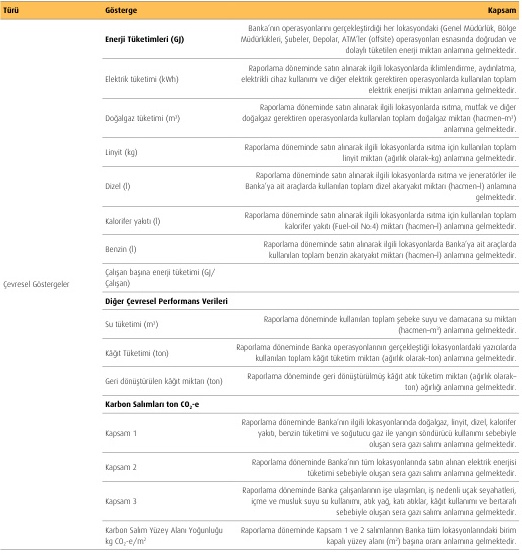 Türü Gösterge Kapsam
Enerji Tüketimleri (GJ)
Banka'nın operasyonlarını gerçekleştirdiği her lokasyondaki (Genel Müdürlük, Bölge
Müdürlükleri, Şubeler, Depolar, ATM'ler (offsite) operasyonları esnasında doğrudan ve
dolaylı tüketilen enerji miktarı anlamına gelmektedir.
Elektrik tüketimi (kWh)
Raporlama döneminde satın alınarak ilgili lokasyonlarda iklimlendirme, aydınlatma,
elektrikli cihaz kullanımı ve diğer elektrik gerektiren operasyonlarda kullanılan toplam
elektrik enerjisi miktarı anlamına gelmektedir.
Doğalgaz tüketimi (m³)
Raporlama döneminde satın alınarak ilgili lokasyonlarda ısıtma, mutfak ve diğer
doğalgaz gerektiren operasyonlarda kullanılan toplam doğalgaz miktarı (hacmen-m³)
anlamına gelmektedir.
Linyit (kg)
Raporlama döneminde satın alınarak ilgili lokasyonlarda ısıtma için kullanılan toplam
linyit miktarı (ağırlık olarak-kg) anlamına gelmektedir.
Dizel (l)
Raporlama döneminde satın alınarak ilgili lokasyonlarda ısıtma ve jeneratörler ile
Banka'ya ait araçlarda kullanılan toplam dizel akaryakıt miktarı (hacmen-l) anlamına
gelmektedir.
Kalorifer yakıtı (l)
Raporlama döneminde satın alınarak ilgili lokasyonlarda ısıtma için kullanılan toplam
kalorifer yakıtı (Fuel-oil No:4) miktarı (hacmen-l) anlamına gelmektedir.
Benzin (l)
Raporlama döneminde satın alınarak ilgili lokasyonlarda Banka'ya ait araçlarda
kullanılan toplam benzin akaryakıt miktarı (hacmen-l) anlamına gelmektedir.
Çevresel Göstergeler
Çalışan başına enerji tüketimi (GJ/
Çalışan)
Diğer Çevresel Performans Verileri
Su tüketimi (m³)
Raporlama döneminde kullanılan toplam şebeke suyu ve damacana su miktarı
(hacmen-m³) anlamına gelmektedir.
Kâğıt Tüketimi (ton)
Raporlama döneminde Banka operasyonlarının gerçekleştiği lokasyonlardaki yazıcılarda
kullanılan toplam kâğıt tüketim miktarı (ağırlık olarak-ton) anlamına gelmektedir.
Geri dönüştürülen kâğıt miktarı (ton)
Raporlama döneminde geri dönüştürülmüş kâğıt atık tüketim miktarı (ağırlık olarak-
ton) ağırlığı anlamına gelmektedir.
Karbon Salımları ton CO₂-e
Kapsam 1
Raporlama döneminde Banka'nın ilgili lokasyonlarında doğalgaz, linyit, dizel, kalorifer
yakıtı, benzin tüketimi ve soğutucu gaz ile yangın söndürücü kullanımı sebebiyle
oluşan sera gazı salımı anlamına gelmektedir.
Kapsam 2
Raporlama döneminde Banka'nın tüm lokasyonlarında satın alınan elektrik enerjisi
tüketimi sebebiyle oluşan sera gazı salımı anlamına gelmektedir.
Kapsam 3
Raporlama döneminde Banka çalışanlarının işe ulaşımları, iş nedenli uçak seyahatleri,
içme ve musluk suyu su kullanımı, atık yağ, katı atıklar, kâğıt kullanımı ve bertarafı
sebebiyle oluşan sera gazı salımı anlamına gelmektedir.
Karbon Salım Yüzey Alanı Yoğunluğu
kg CO₂-e/m²
Raporlama döneminde Kapsam 1 ve 2 salımlarının Banka tüm lokasyonlarındaki birim
kapalı yüzey alanı (m²) başına oranı anlamına gelmektedir.